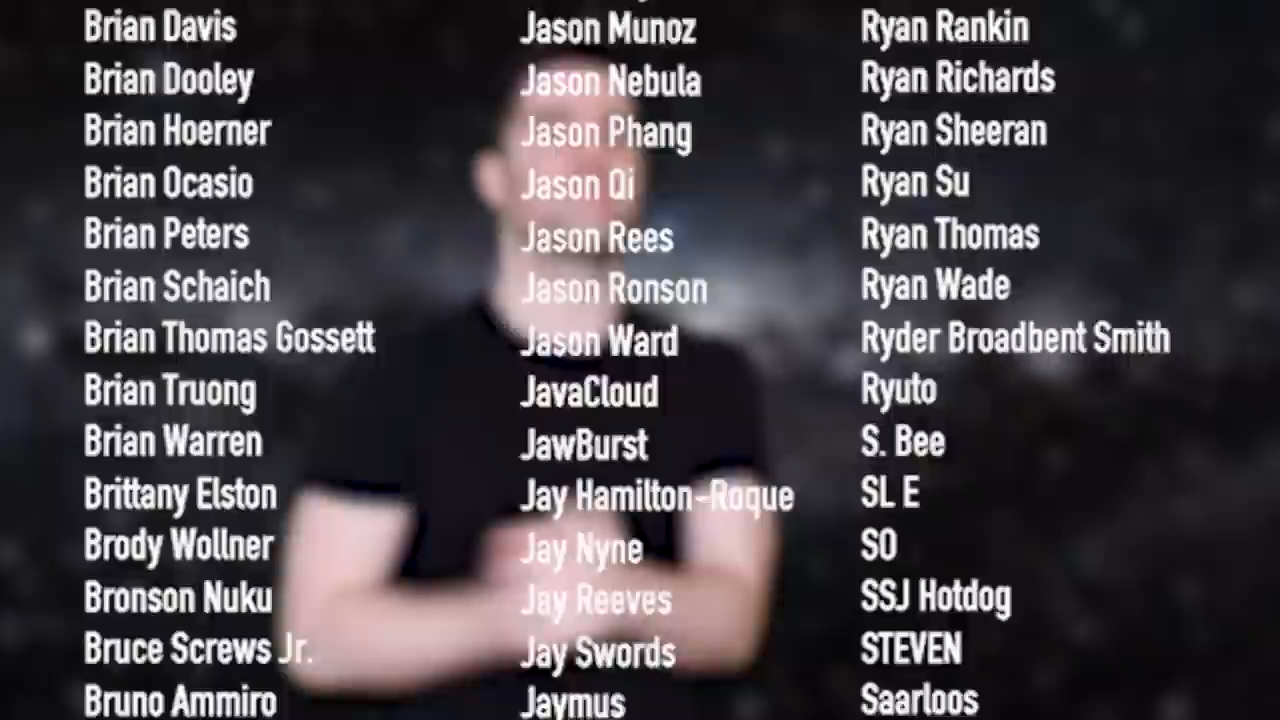 Brian Davis
Brian Dooley
Brian Hoerner
Brian Ocasio
Brian Peters
Brian Schaich
Brian Thomas Gossett
Brian Truong
Brian Warren
Brittany Elston
Brody Wollner
Bronson Nuku
Bruce Screws Jr.
Bruno Ammiro
Jason Munoz
Jason Nebula
Jason Phang
Jason Qi
Jason Rees
Jason Ronson
Jason Ward
JavaCloud
JawBurst
Jay Hamilton-Roque
Jay Nyne
Jay Reeves
Jay Swords
Jaymus
Ryan Rankin
Ryan Richards
Ryan Sheeran
Ryan Su
Ryan Thomas
Ryan Wade
Ryder Broadbent Smith
Ryuto
S. Bee
SL E
SO
SSJ Hotdog
STEVEN
Saarloos